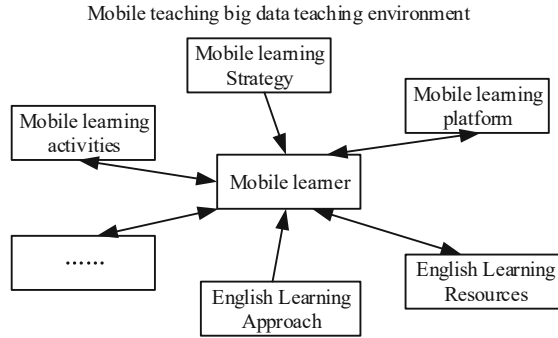 Mobile teaching big data teaching environment
Mobile learning
Strategy
Mobile learning
platform
Mobile learning
activities
Mobile learner
......
English Learning
Approach
English Learning
Resources